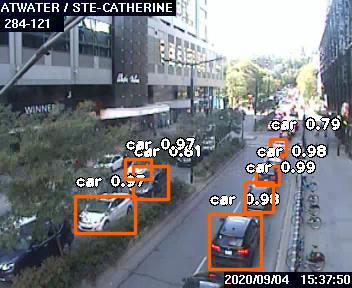 ATWATER / STE-CATHERINE
284-121
WINNERS
car 0.79
car 0.97
car 0.61
car 0.98
car 0.99
car 0.97
car 0.98
2020/09/04 15:37:50